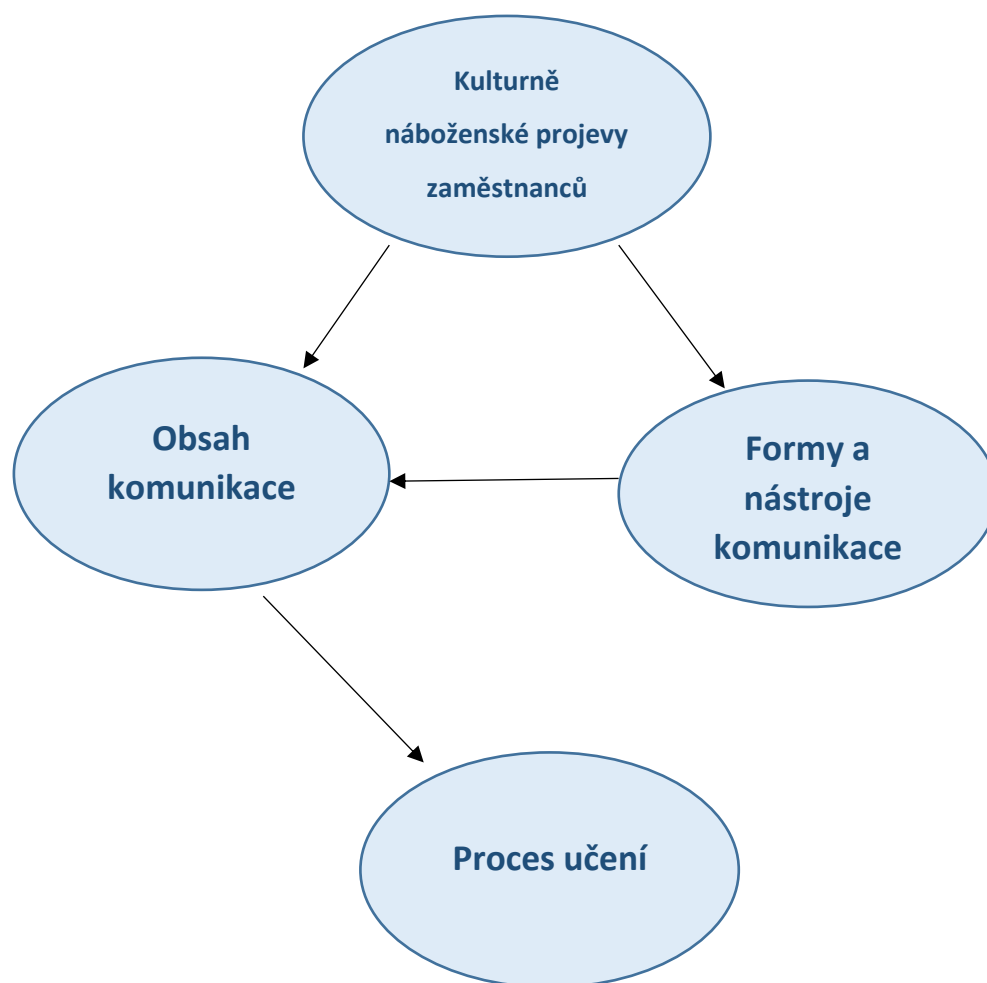 Kulturně
náboženské projevy
zaměstnanců
Obsah
komunikace
Formy a
nástroje
komunikace
Proces učení